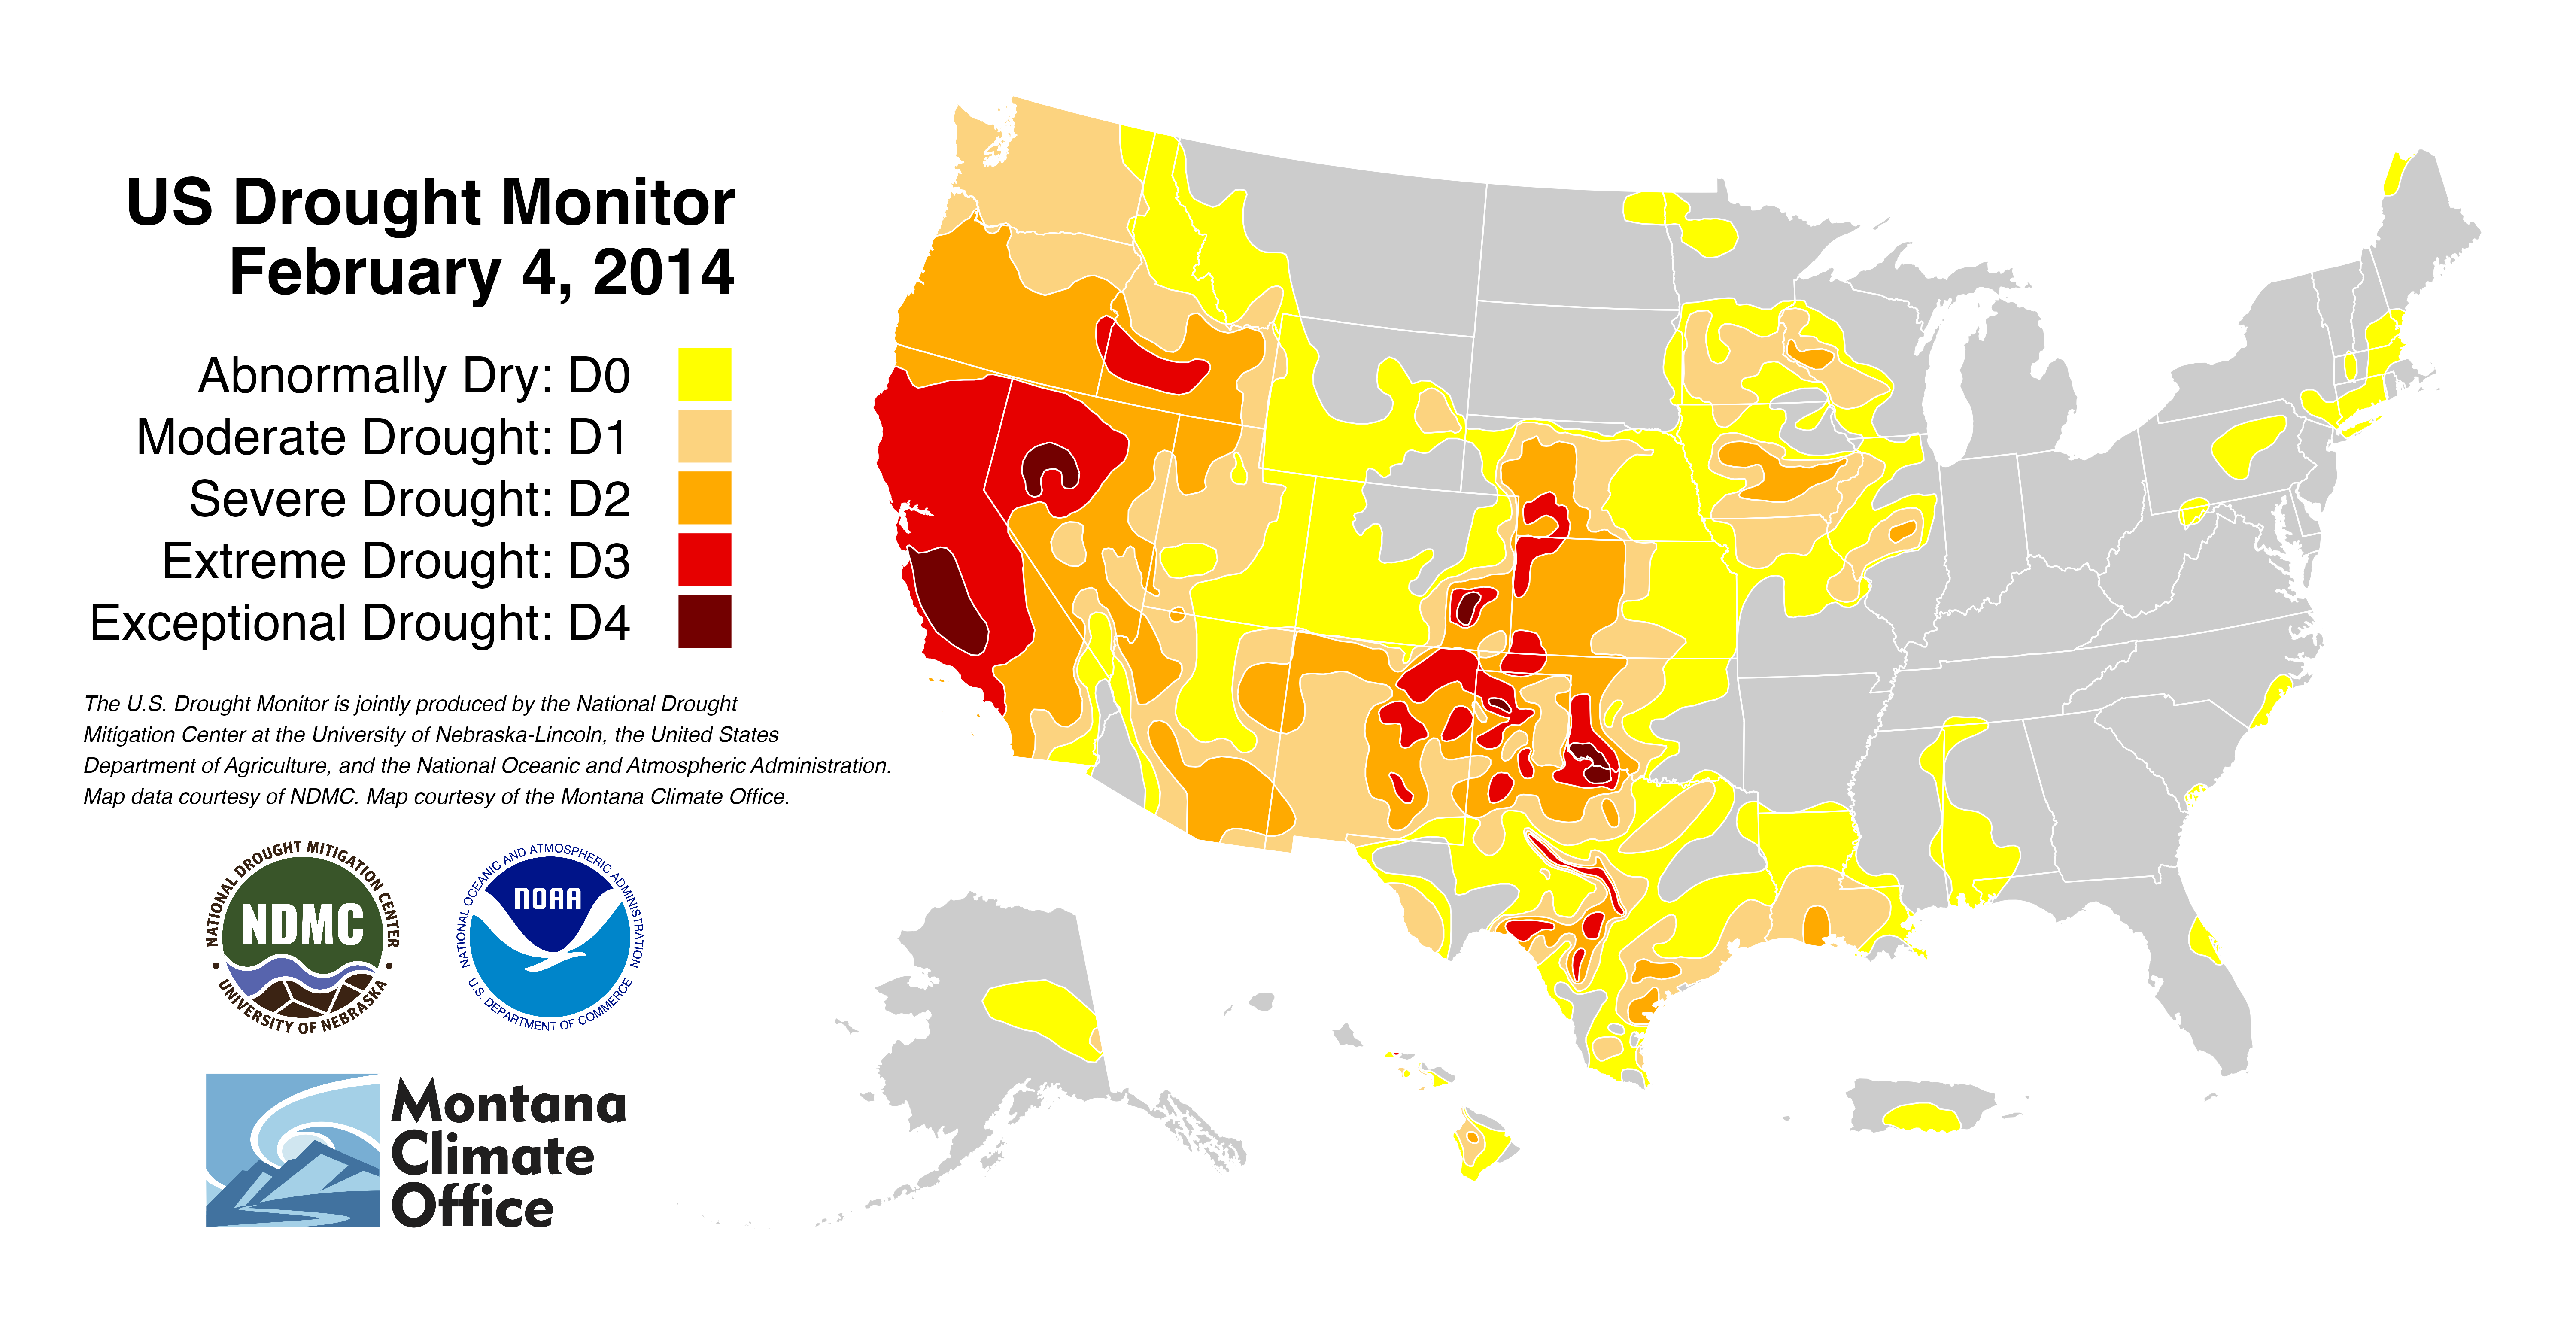 US Drought Monitor
February 4, 2014
Abnormally Dry: D0
Moderate Drought: D1
Severe Drought: D2
Extreme Drought: D3
Exceptional Drought: D4
The U.S. Drought Monitor is jointly produced by the National Drought
Mitigation Center at the University of Nebraska-Lincoln, the United States
Department of Agriculture, and the National Oceanic and Atmospheric Administration.
Map data courtesy of NDMC. Map courtesy of the Montana Climate Office.
NATIONAL DROUGHT MITIGATION CENTER
NDMC
• UNIVERSITY OF NEBRASKA •
NATIONAL OCEANIC AND ATMOSPHERIC ADMINISTRATION
NOAA
U.S. DEPARTMENT OF COMMERCE
Montana
Climate
Office